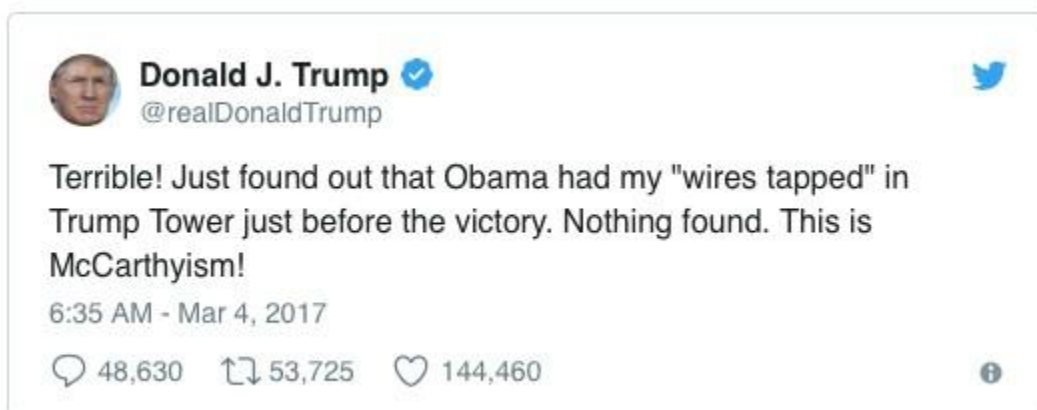 Donald J. Trump
@realDonaldTrump
Terrible! Just found out that Obama had my "wires tapped" in
Trump Tower just before the victory. Nothing found. This is
McCarthyism!
6:35 AM - Mar 4, 2017
48,630 53,725 144,460